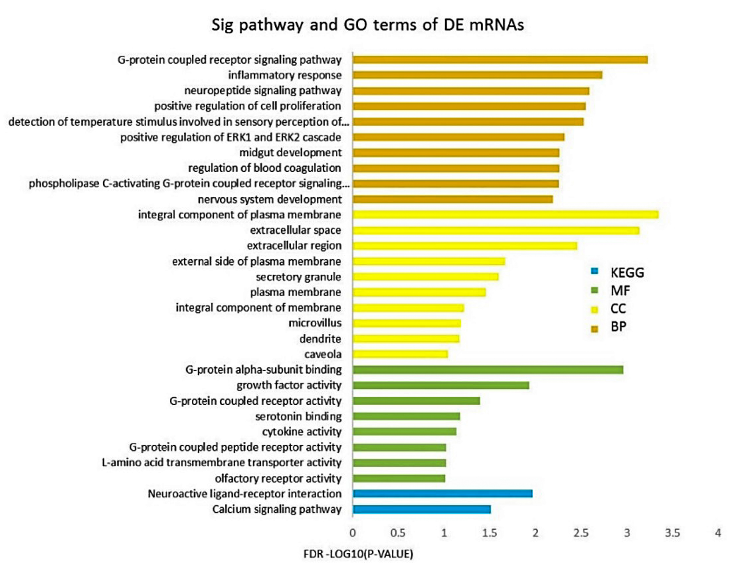 Sig pathway and GO terms of DE mRNAs
G-protein coupled receptor signaling pathway
inflammatory response
neuropeptide signaling pathway
positive regulation of cell proliferation
detection of temperature stimulus involved in sensory perception of...
positive regulation of ERK1 and ERK2 cascade
midgut development
regulation of blood coagulation
phospholipase C-activating G-protein coupled receptor signaling...
nervous system development
integral component of plasma membrane
extracellular space
extracellular region
external side of plasma membrane
secretory granule
plasma membrane
integral component of membrane
microvillus
dendrite
caveola
G-protein alpha-subunit binding
growth factor activity
G-protein coupled receptor activity
serotonin binding
cytokine activity
G-protein coupled peptide receptor activity
L-amino acid transmembrane transporter activity
olfactory receptor activity
Neuroactive ligand-receptor interaction
Calcium signaling pathway
KEGG
MF
CC
BP
0 0.5 1 1.5 2 2.5 3 3.5 4
FDR -LOG10(P-VALUE)